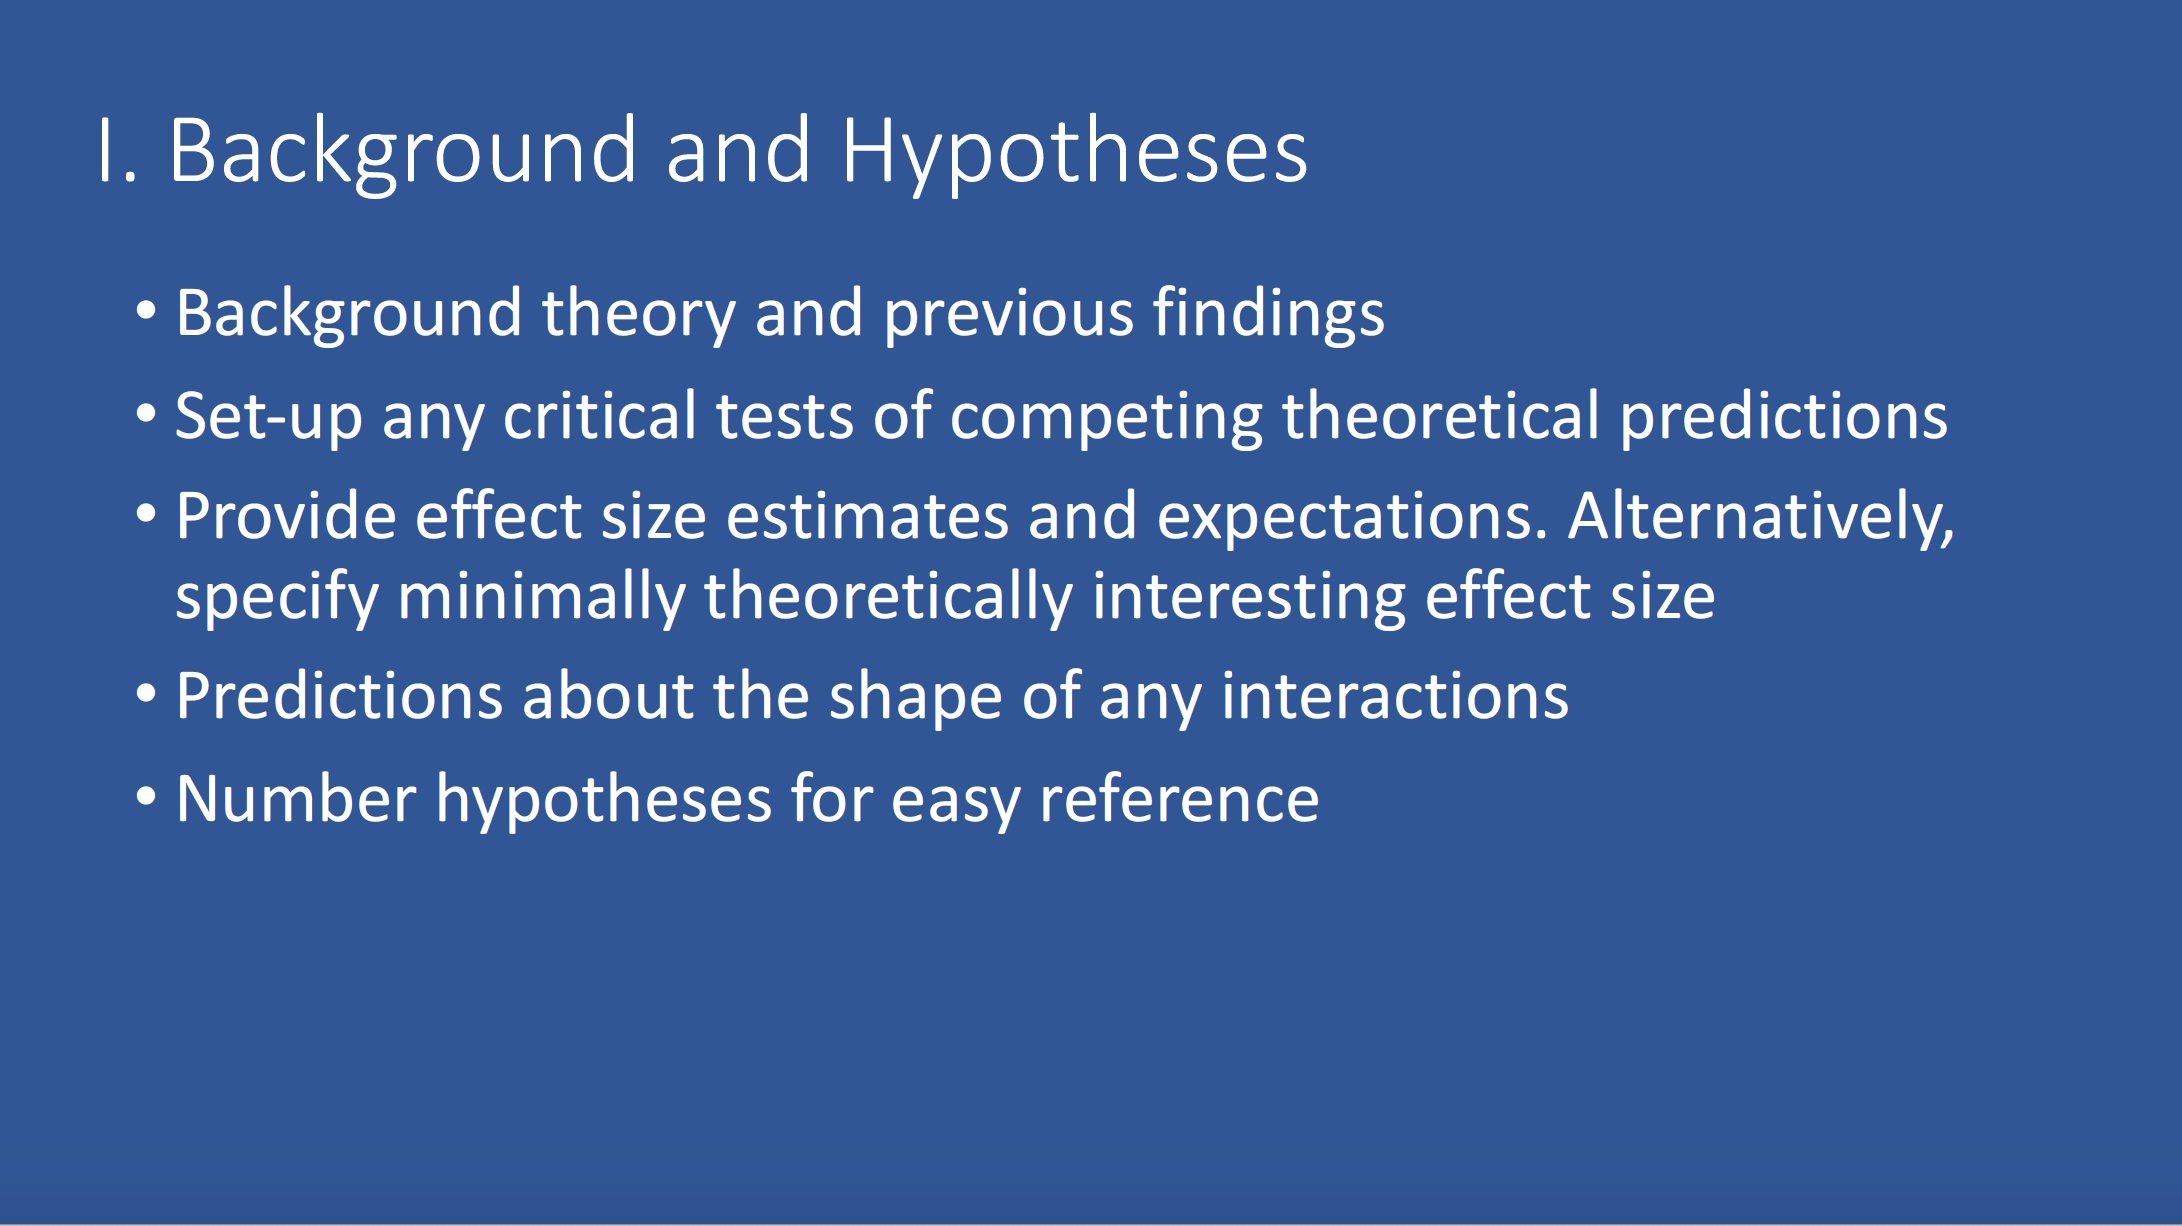 I. Background and Hypotheses
• Background theory and previous findings
• Set-up any critical tests of competing theoretical predictions
• Provide effect size estimates and expectations. Alternatively,
specify minimally theoretically interesting effect size
• Predictions about the shape of any interactions
• Number hypotheses for easy reference